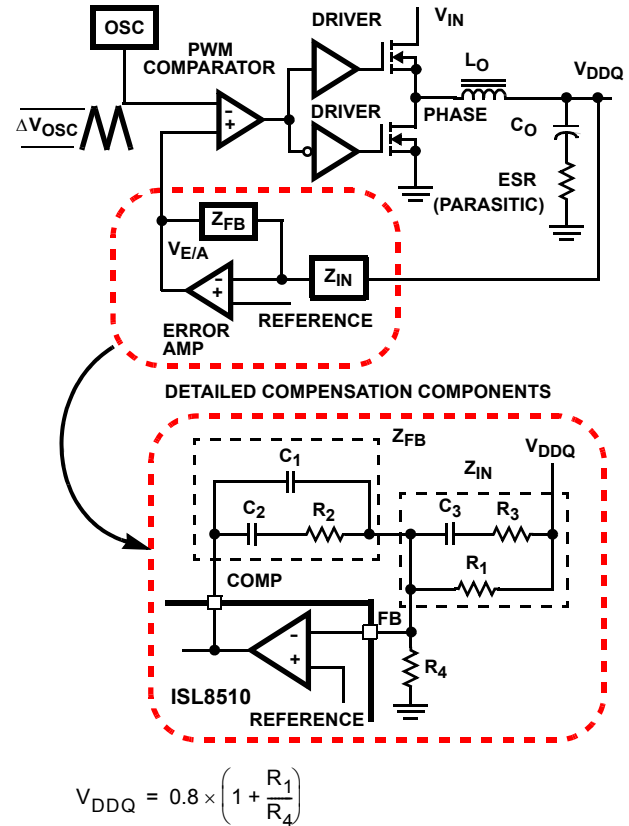 OSC
PWM
COMPARATOR
DRIVER
V_IN
L_O
V_DDQ
ΔV_OSC
-
+
DRIVER
PHASE
C_O
ESR
(PARASITIC)
Z_FB
V_E/A
-
+
Z_IN
REFERENCE
ERROR
AMP
DETAILED COMPENSATION COMPONENTS
Z_FB
V_DDQ
C_1
Z_IN
C_2
R_2
C_3
R_3
R_1
COMP
FB
-
+
R_4
ISL8510
REFERENCE
V_DDQ = 0.8 × (1 + R_1/R_4)